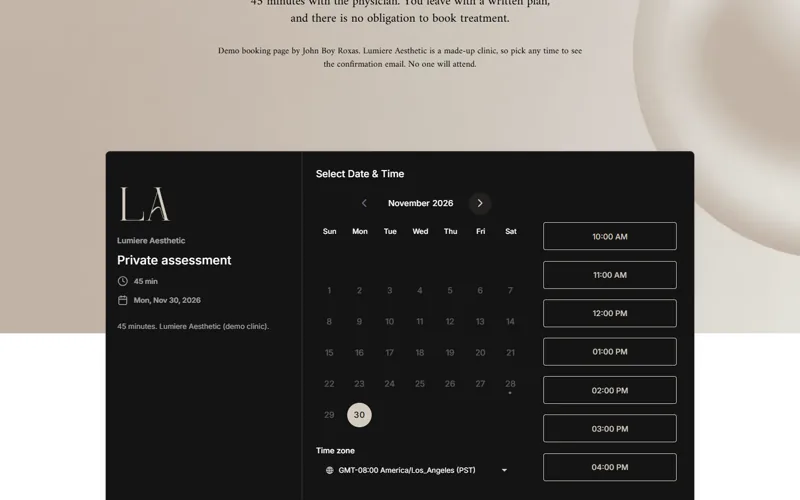 45 minutes with the physician. You leave with a written plan,
and there is no obligation to book treatment.
Demo booking page by John Boy Roxas. Lumiere Aesthetic is a made-up clinic, so pick any time to see
the confirmation email. No one will attend.
LA
Lumiere Aesthetic
Private assessment
45 min
Mon, Nov 30, 2026
45 minutes. Lumiere Aesthetic (demo clinic).
Select Date & Time
November 2026
Sun Mon Tue Wed Thu Fri Sat
1 2 3 4 5 6 7
8 9 10 11 12 13 14
15 16 17 18 19 20 21
22 23 24 25 26 27 28
29 30
Time zone
GMT-08:00 America/Los_Angeles (PST)
10:00 AM
11:00 AM
12:00 PM
01:00 PM
02:00 PM
03:00 PM
04:00 PM